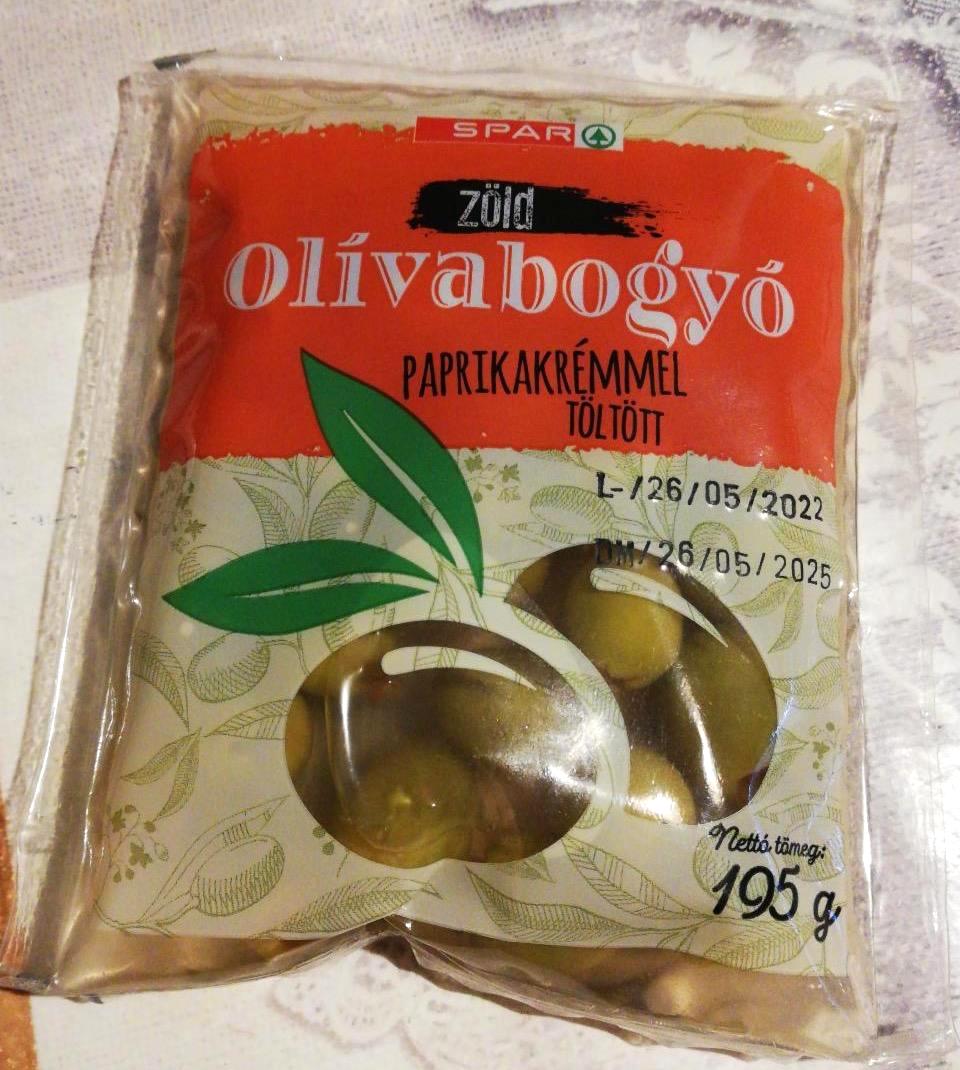 SPAR
zöld
Olívabogyó
PAPRIKAKRÉMMEL
TÖLTÖTT
L-/26/05/2022
DM/26/05/2025
Nettó tömeg:
195 g